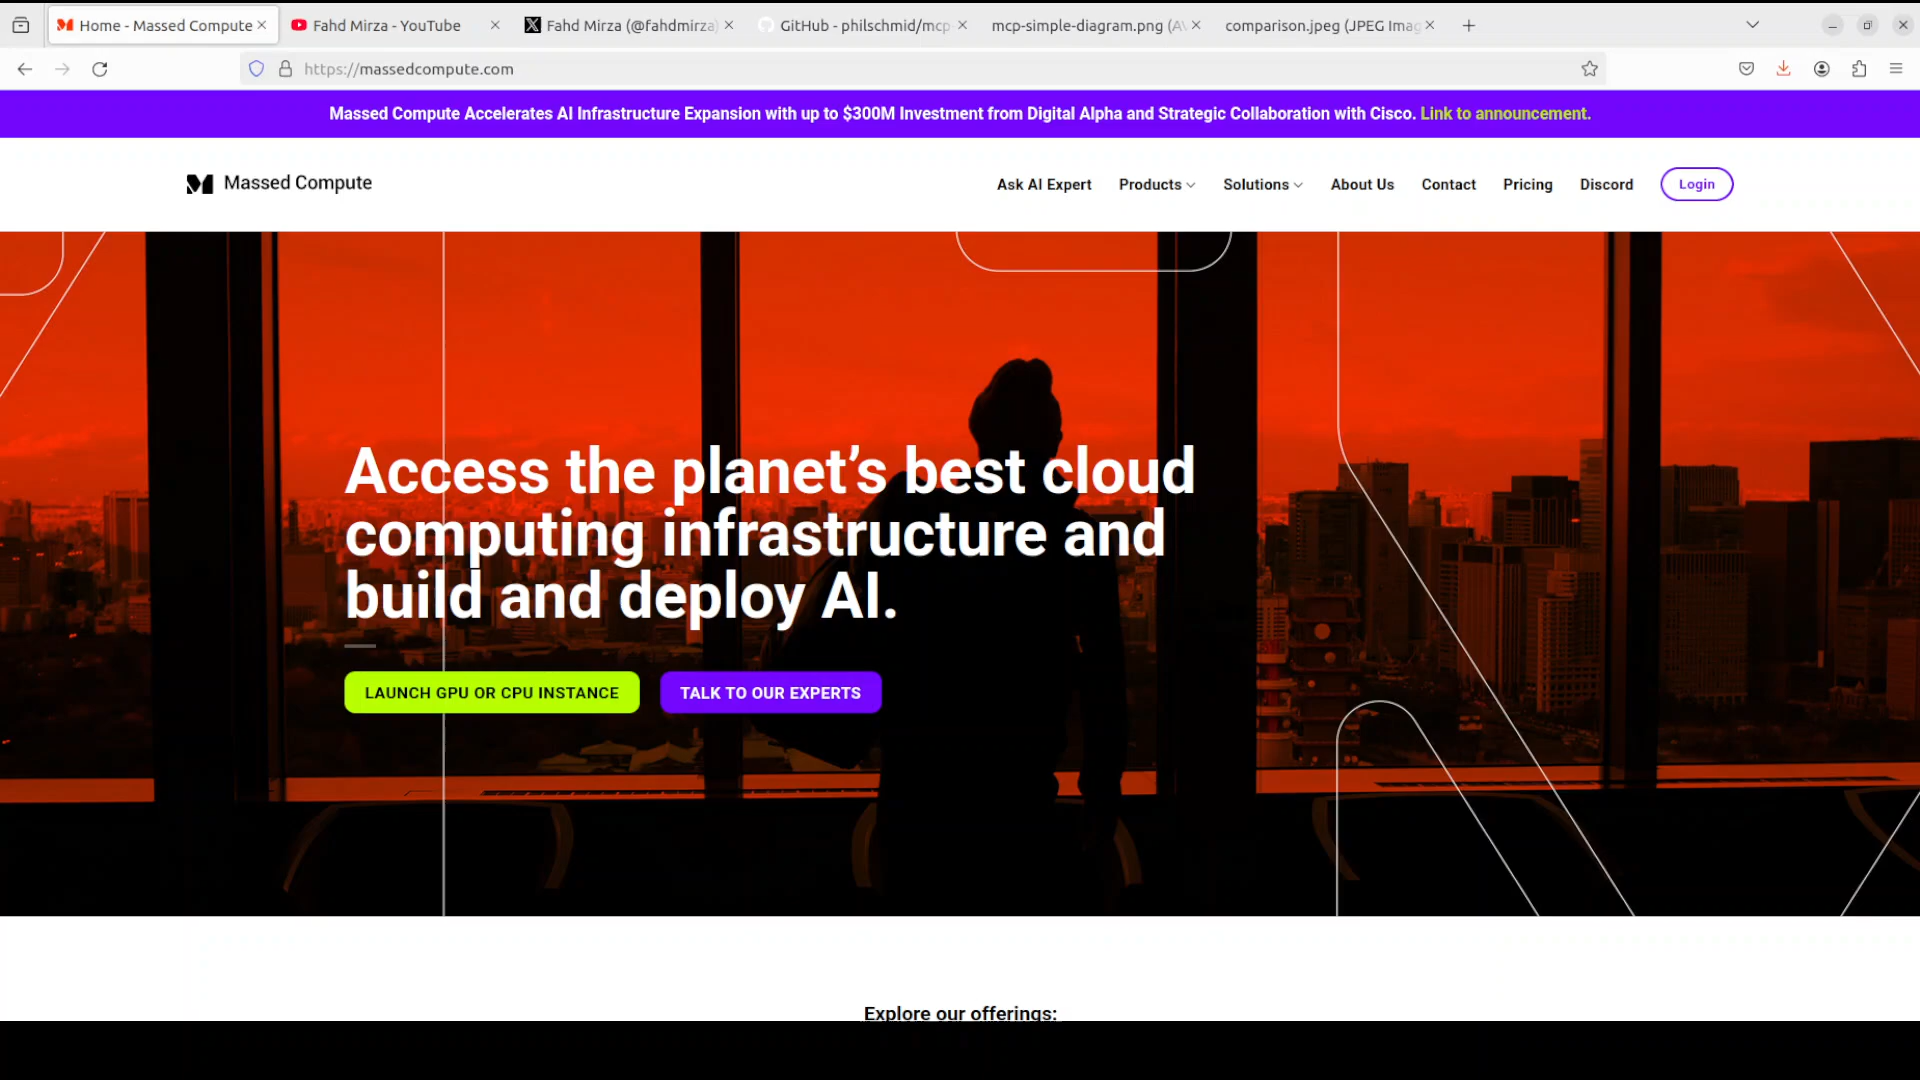 Home - Massed Compute
Fahd Mirza - YouTube
Fahd Mirza (@fahdmirza)
GitHub - philschmid/mcp
mcp-simple-diagram.png (A
comparison.jpeg (JPEG Imag
https://massedcompute.com
Massed Compute Accelerates AI Infrastructure Expansion with up to $300M Investment from Digital Alpha and Strategic Collaboration with Cisco. Link to announcement.
Massed Compute
Ask AI Expert
Products
Solutions
About Us
Contact
Pricing
Discord
Login
Access the planet’s best cloud
computing infrastructure and
build and deploy AI.
LAUNCH GPU OR CPU INSTANCE
TALK TO OUR EXPERTS
Explore our offerings: